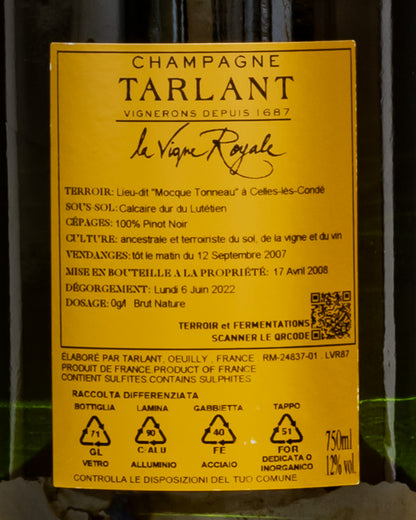 CHAMPAGNE
TARLANT
VIGNERONS DEPUIS 1687
la Vigne Royale
TERROIR: Lieu-dit "Mocque Tonneau" à Celles-lès-Condé
SOUS-SOL: Calcaire dur du Lutétien
CÉPAGES: 100% Pinot Noir
CULTURE: ancestrale et terroiriste du sol, de la vigne et du vin
VENDANGES: tôt le matin du 12 Septembre 2007
MISE EN BOUTEILLE A LA PROPRIÉTÉ: 17 Avril 2008
DÉGORGEMENT: Lundi 6 Juin 2022
DOSAGE: 0g/l Brut Nature
TERROIR et FERMENTATIONS
SCANNER LE QRCODE
ÉLABORÉ PAR TARLANT, OEUILLY, FRANCE. RM-24837-01. LVR87
PRODUIT DE FRANCE.PRODUCT OF FRANCE
CONTIENT SULFITES.CONTAINS SULPHITES
RACCOLTA DIFFERENZIATA
BOTTIGLIA LAMINA GABBIETTA TAPPO
71 90 40 51
GL C/ALU FE FOR
VETRO ALLUMINIO ACCIAIO DEDICATA O INORGANICO
CONTROLLA LE DISPOSIZIONI DEL TUO COMUNE
750ml
12% vol.